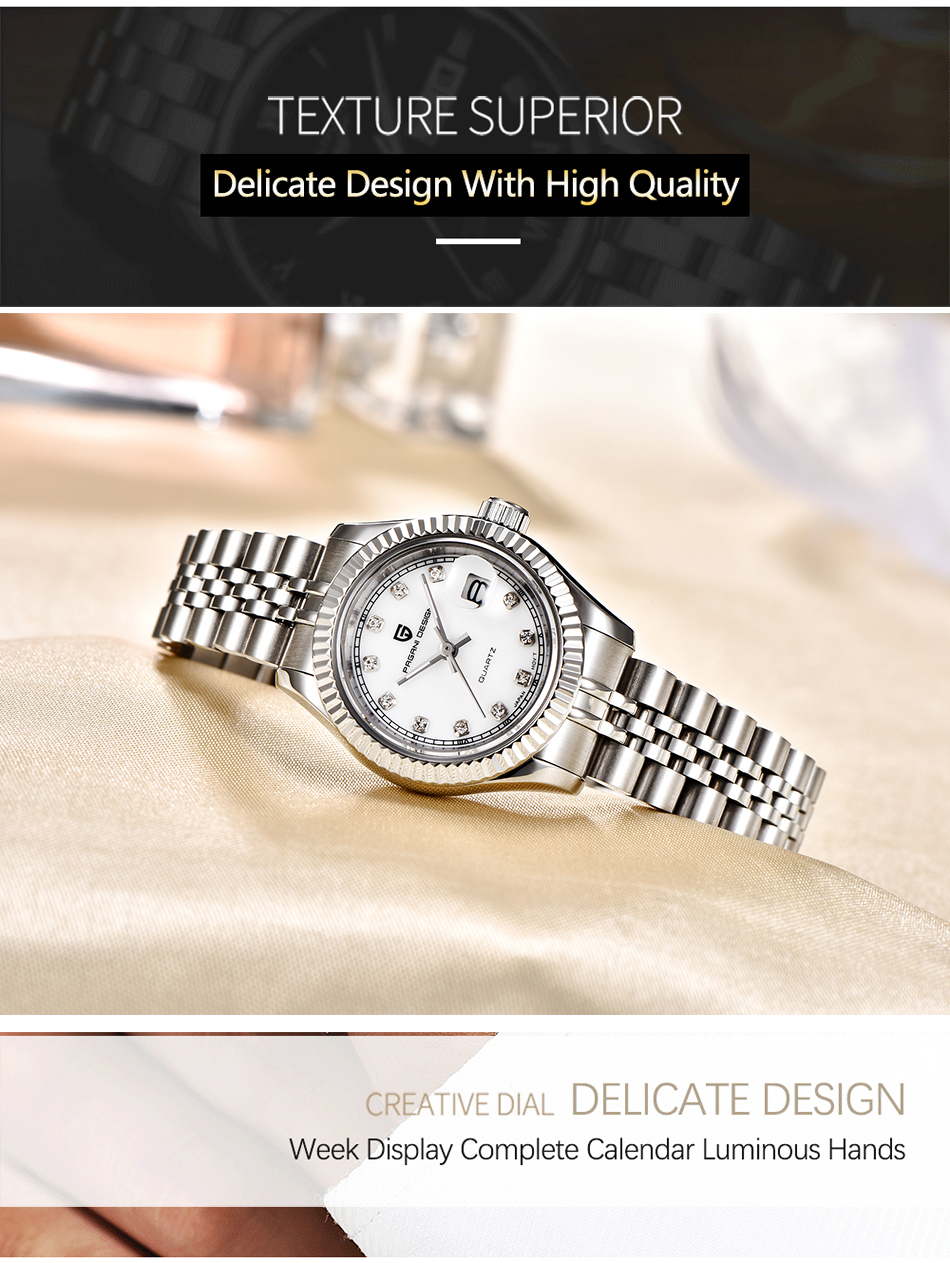 TEXTURE SUPERIOR
Delicate Design With High Quality
PAGANI DESIGN
QUARTZ
MOV'T
CREATIVE DIAL DELICATE DESIGN
Week Display Complete Calendar Luminous Hands